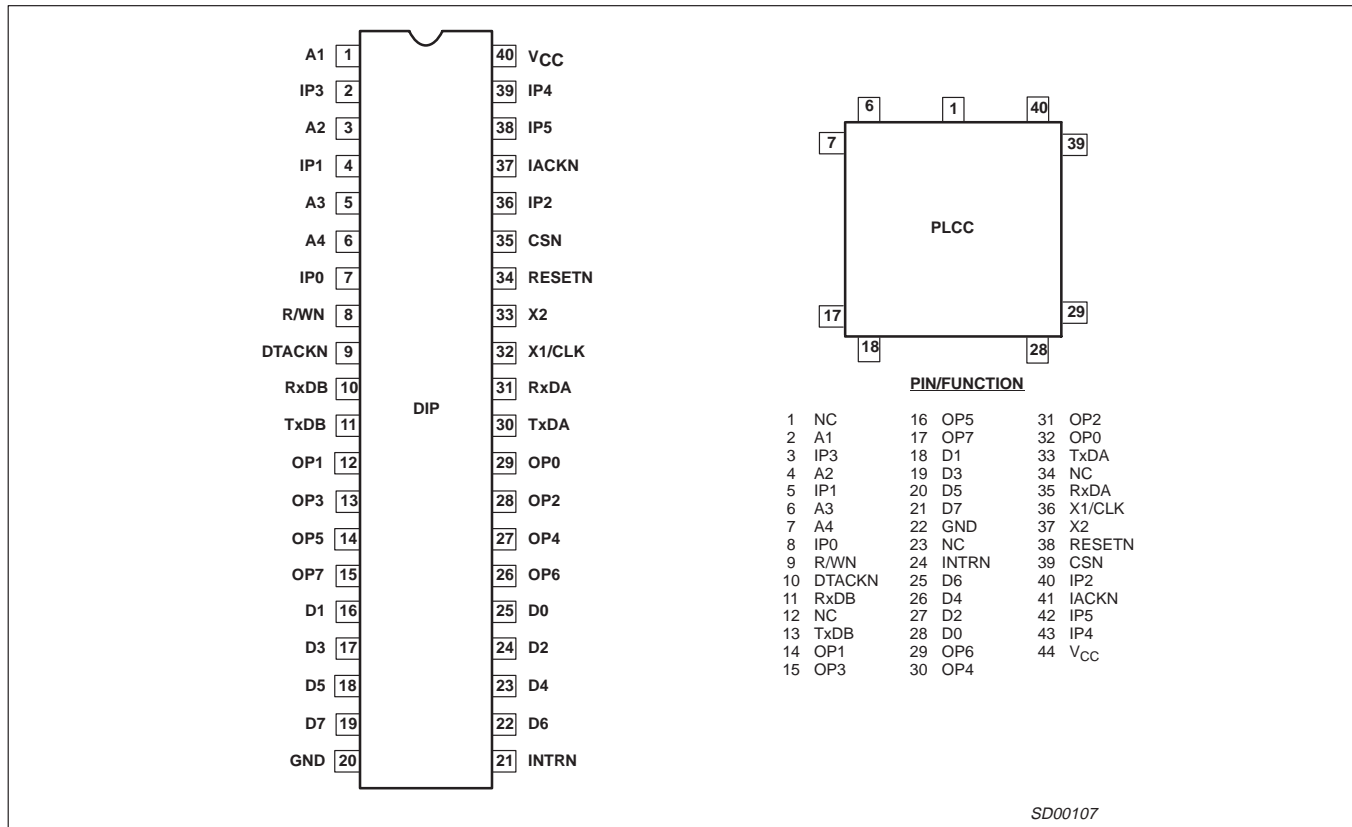 A1 1
IP3 2
A2 3
IP1 4
A3 5
A4 6
IP0 7
R/WN 8
DTACKN 9
RxDB 10
TxDB 11
OP1 12
OP3 13
OP5 14
OP7 15
D1 16
D3 17
D5 18
D7 19
GND 20
DIP
40 VCC
39 IP4
38 IP5
37 IACKN
36 IP2
35 CSN
34 RESETN
33 X2
32 X1/CLK
31 RxDA
30 TxDA
29 OP0
28 OP2
27 OP4
26 OP6
25 D0
24 D2
23 D4
22 D6
21 INTRN
6 1 40
7 39
PLCC
17 29
18 28
PIN/FUNCTION
1 NC
2 A1
3 IP3
4 A2
5 IP1
6 A3
7 A4
8 IP0
9 R/WN
10 DTACKN
11 RxDB
12 NC
13 TxDB
14 OP1
15 OP3
16 OP5
17 OP7
18 D1
19 D3
20 D5
21 D7
22 GND
23 NC
24 INTRN
25 D6
26 D4
27 D2
28 D0
29 OP6
30 OP4
31 OP2
32 OP0
33 TxDA
34 NC
35 RxDA
36 X1/CLK
37 X2
38 RESETN
39 CSN
40 IP2
41 IACKN
42 IP5
43 IP4
44 VCC
SD00107